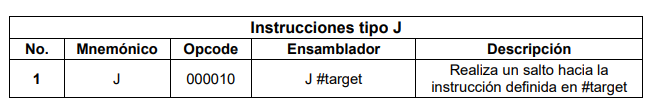 Instrucciones tipo J
No. Mnemónico Opcode Ensamblador Descripción
1 J 000010 J #target Realiza un salto hacia la
instrucción definida en #target